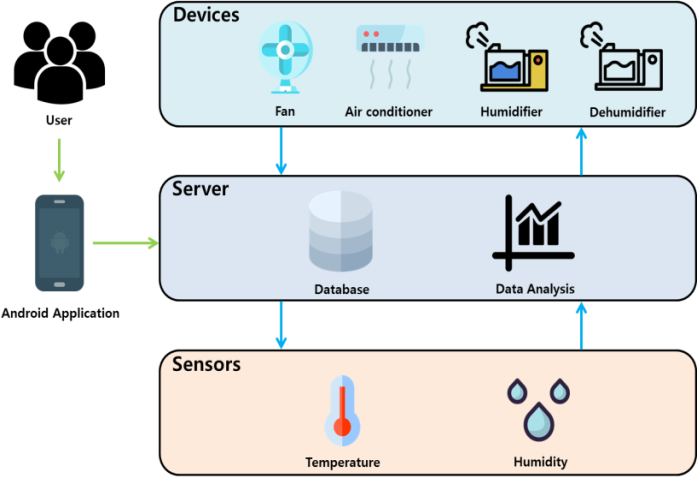 Devices
Fan
Air conditioner
Humidifier
Dehumidifier
User
Server
Database
Data Analysis
Android Application
Sensors
Temperature
Humidity